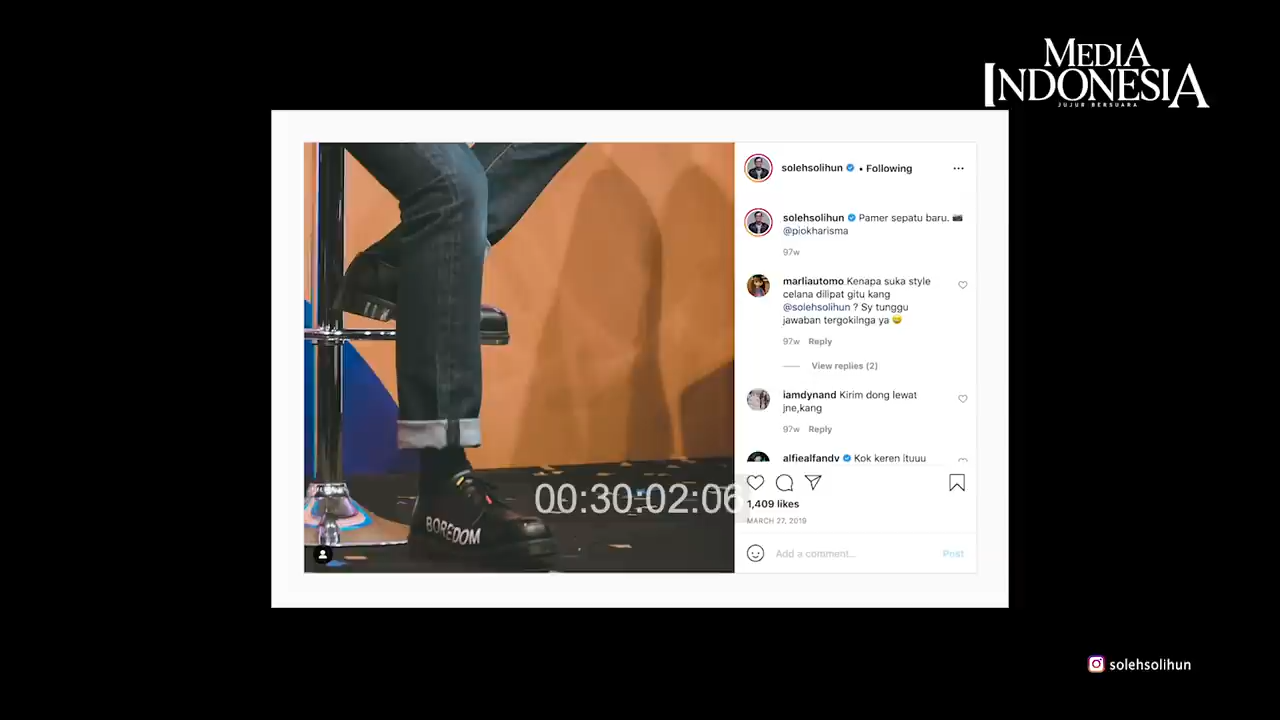 MEDIA
INDONESIA
JUJUR BERSUARA
solehsolihun • Following
solehsolihun Pamer sepatu baru. 📷
@piokharisma
97w
marliautomo Kenapa suka style
celana dilipat gitu kang
@solehsolihun ? Sy tunggu
jawaban tergokilnga ya 😄
97w Reply
View replies (2)
iamdynand Kirim dong lewat
jne,kang
97w Reply
alfiealfandy Kok keren ituuu
1,409 likes
MARCH 27, 2019
Add a comment... Post
BOREDOM
00:30:02:06
solehsolihun